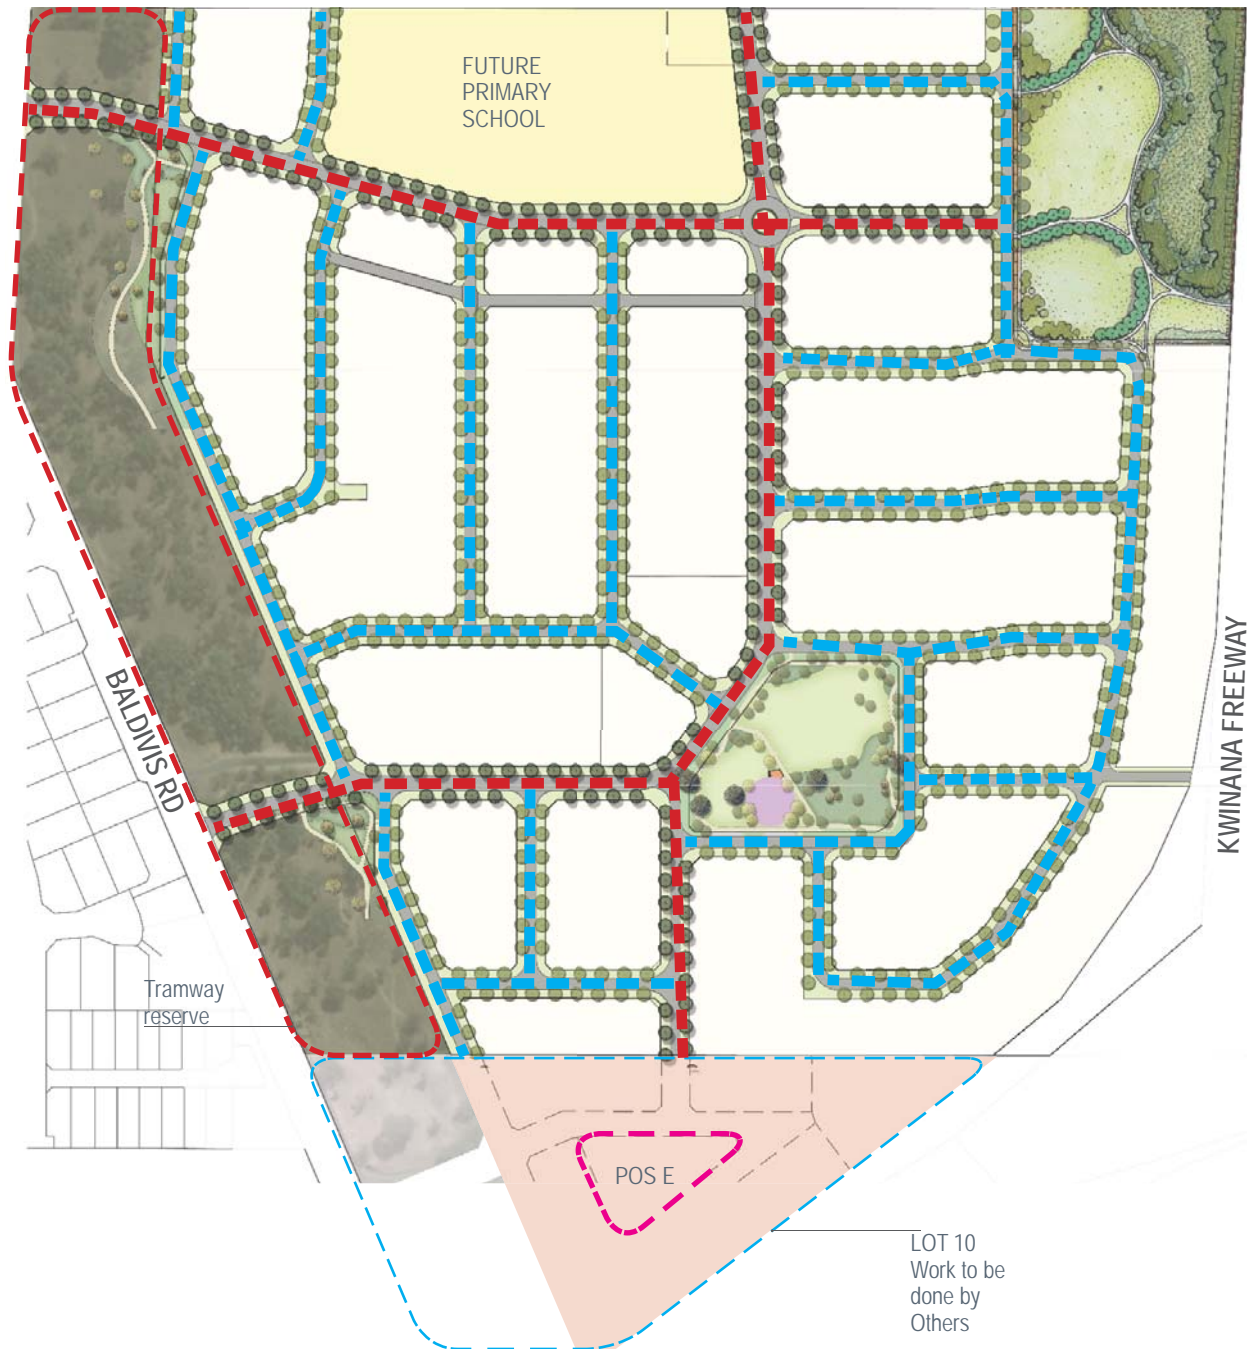 FUTURE
PRIMARY
SCHOOL
BALDIVIS RD
KWINANA FREEWAY
Tramway
reserve
POS E
LOT 10
Work to be
done by
Others